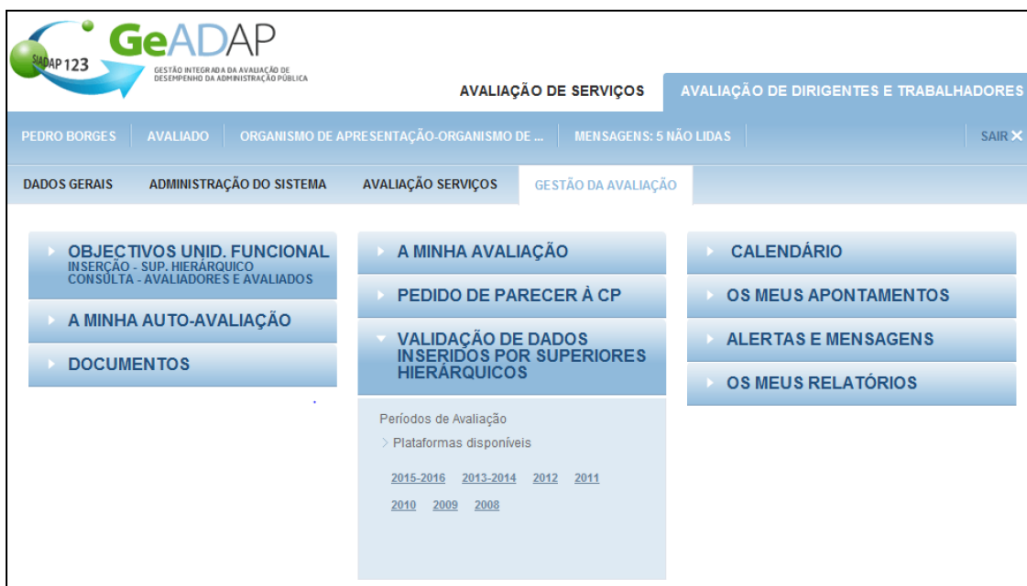 SIADAP 123
GeADAP
GESTÃO INTEGRADA DA AVALIAÇÃO DE
DESEMPENHO DA ADMINISTRAÇÃO PÚBLICA
AVALIAÇÃO DE SERVIÇOS
AVALIAÇÃO DE DIRIGENTES E TRABALHADORES
PEDRO BORGES
AVALIADO
ORGANISMO DE APRESENTAÇÃO-ORGANISMO DE ...
MENSAGENS: 5 NÃO LIDAS
SAIR X
DADOS GERAIS
ADMINISTRAÇÃO DO SISTEMA
AVALIAÇÃO SERVIÇOS
GESTÃO DA AVALIAÇÃO
OBJECTIVOS UNID. FUNCIONAL
INSERÇÃO - SUP. HIERÁRQUICO
CONSULTA - AVALIADORES E AVALIADOS
A MINHA AUTO-AVALIAÇÃO
DOCUMENTOS
A MINHA AVALIAÇÃO
PEDIDO DE PARECER À CP
VALIDAÇÃO DE DADOS
INSERIDOS POR SUPERIORES
HIERÁRQUICOS
Períodos de Avaliação
> Plataformas disponíveis
2015-2016 2013-2014 2012 2011
2010 2009 2008
CALENDÁRIO
OS MEUS APONTAMENTOS
ALERTAS E MENSAGENS
OS MEUS RELATÓRIOS